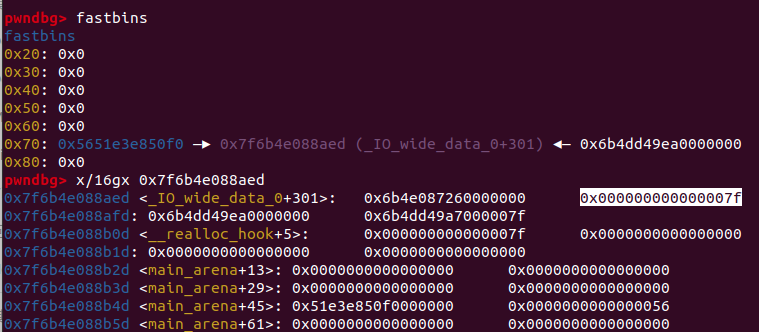 pwndbg> fastbins
fastbins
0x20: 0x0
0x30: 0x0
0x40: 0x0
0x50: 0x0
0x60: 0x0
0x70: 0x5651e3e850f0 —▸ 0x7f6b4e088aed (_IO_wide_data_0+301) ◂— 0x6b4dd49ea0000000
0x80: 0x0
pwndbg> x/16gx 0x7f6b4e088aed
0x7f6b4e088aed <_IO_wide_data_0+301>: 0x6b4e087260000000 0x000000000000007f
0x7f6b4e088afd: 0x6b4dd49ea0000000 0x6b4dd49a7000007f
0x7f6b4e088b0d <__realloc_hook+5>: 0x000000000000007f 0x0000000000000000
0x7f6b4e088b1d: 0x0000000000000000 0x0000000000000000
0x7f6b4e088b2d <main_arena+13>: 0x0000000000000000 0x0000000000000000
0x7f6b4e088b3d <main_arena+29>: 0x0000000000000000 0x0000000000000000
0x7f6b4e088b4d <main_arena+45>: 0x51e3e850f0000000 0x0000000000000056
0x7f6b4e088b5d <main_arena+61>: 0x0000000000000000 0x0000000000000000